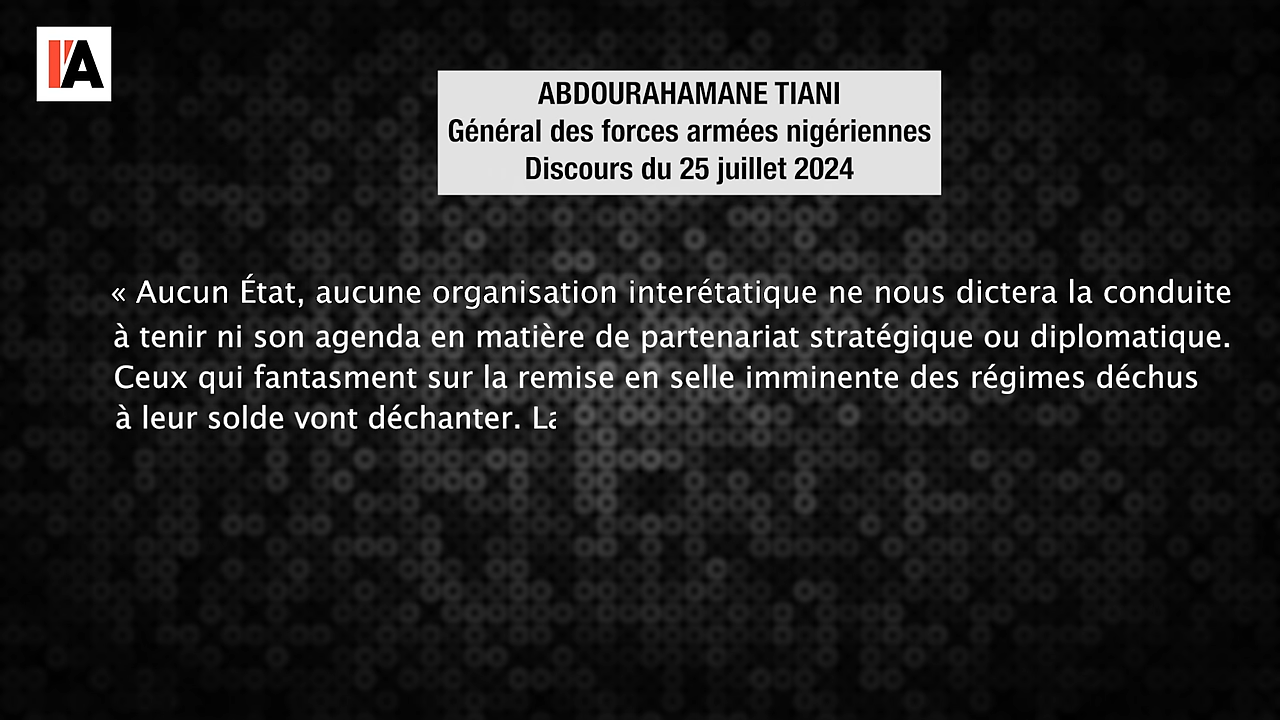 l'A
ABDOURAHAMANE TIANI
Général des forces armées nigériennes
Discours du 25 juillet 2024
« Aucun État, aucune organisation interétatique ne nous dictera la conduite
à tenir ni son agenda en matière de partenariat stratégique ou diplomatique.
Ceux qui fantasment sur la remise en selle imminente des régimes déchus
à leur solde vont déchanter. La